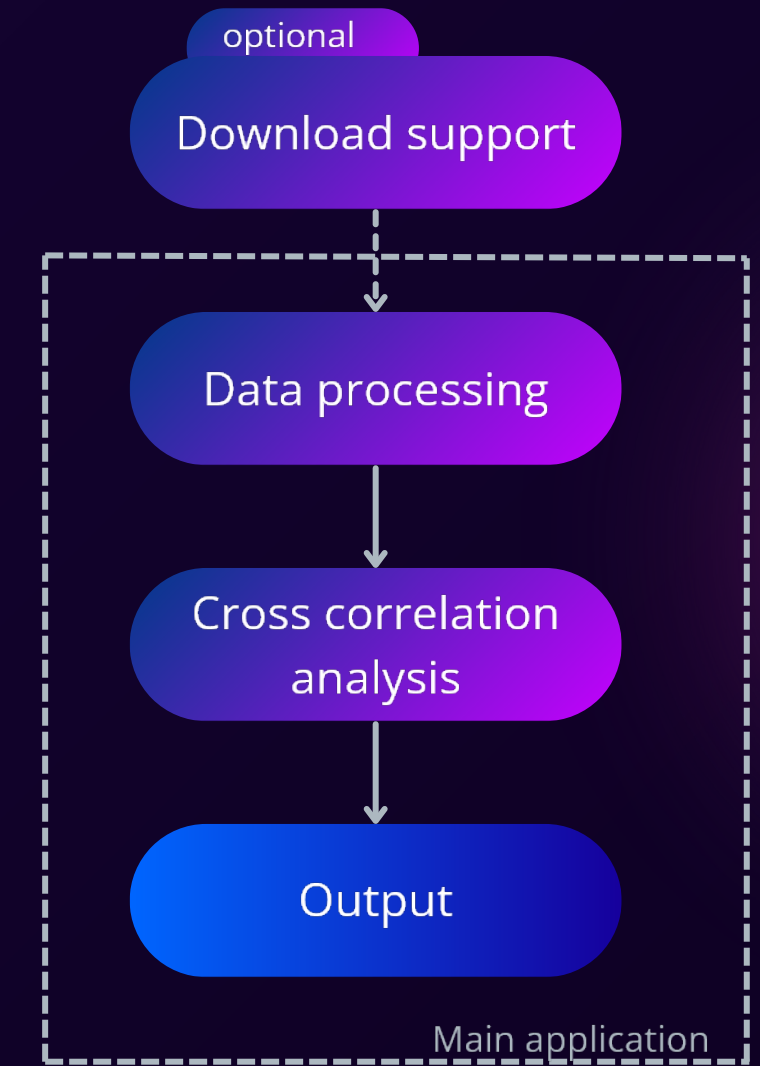 optional
Download support
Data processing
Cross correlation
analysis
Output
Main application